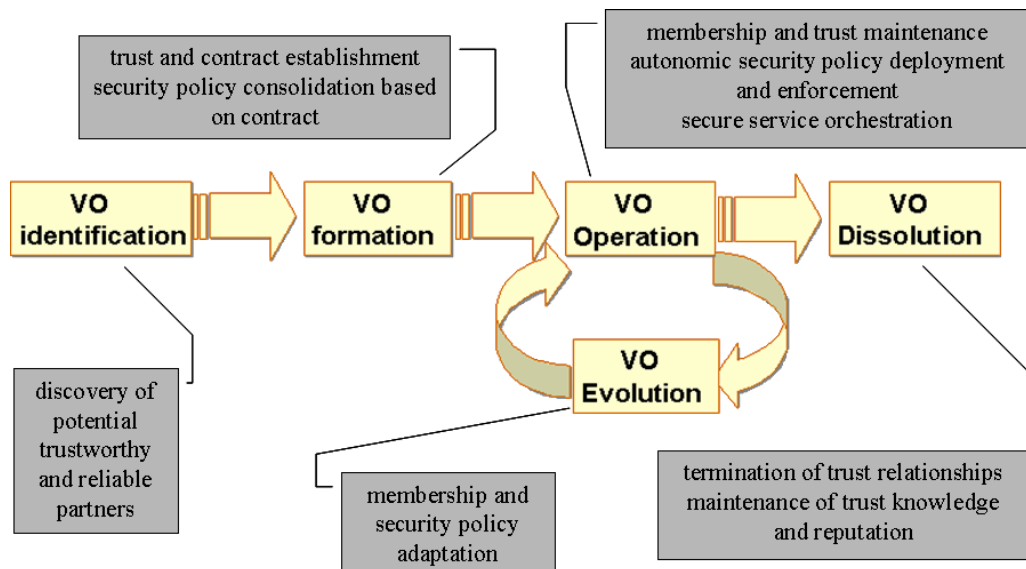 trust and contract establishment
security policy consolidation based
on contract
membership and trust maintenance
autonomic security policy deployment
and enforcement
secure service orchestration
VO
identification
VO
formation
VO
Operation
VO
Dissolution
VO
Evolution
discovery of
potential
trustworthy
and reliable
partners
membership and
security policy
adaptation
termination of trust relationships
maintenance of trust knowledge
and reputation